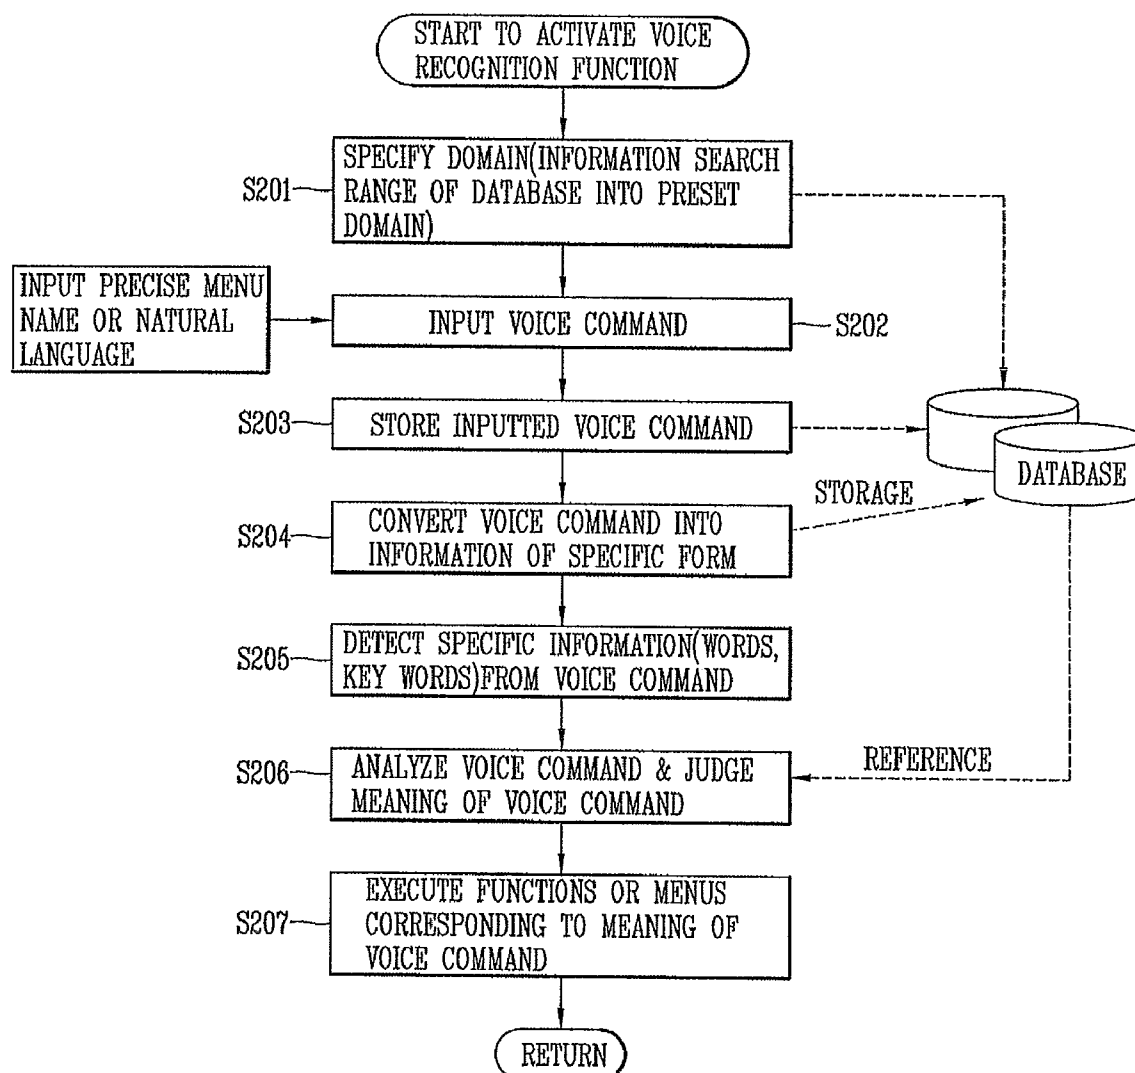 START TO ACTIVATE VOICE
RECOGNITION FUNCTION
S201
SPECIFY DOMAIN(INFORMATION SEARCH
RANGE OF DATABASE INTO PRESET
DOMAIN)
INPUT PRECISE MENU
NAME OR NATURAL
LANGUAGE
INPUT VOICE COMMAND
S202
S203
STORE INPUTTED VOICE COMMAND
DATABASE
STORAGE
S204
CONVERT VOICE COMMAND INTO
INFORMATION OF SPECIFIC FORM
S205
DETECT SPECIFIC INFORMATION(WORDS,
KEY WORDS)FROM VOICE COMMAND
S206
ANALYZE VOICE COMMAND & JUDGE
MEANING OF VOICE COMMAND
REFERENCE
S207
EXECUTE FUNCTIONS OR MENUS
CORRESPONDING TO MEANING OF
VOICE COMMAND
RETURN